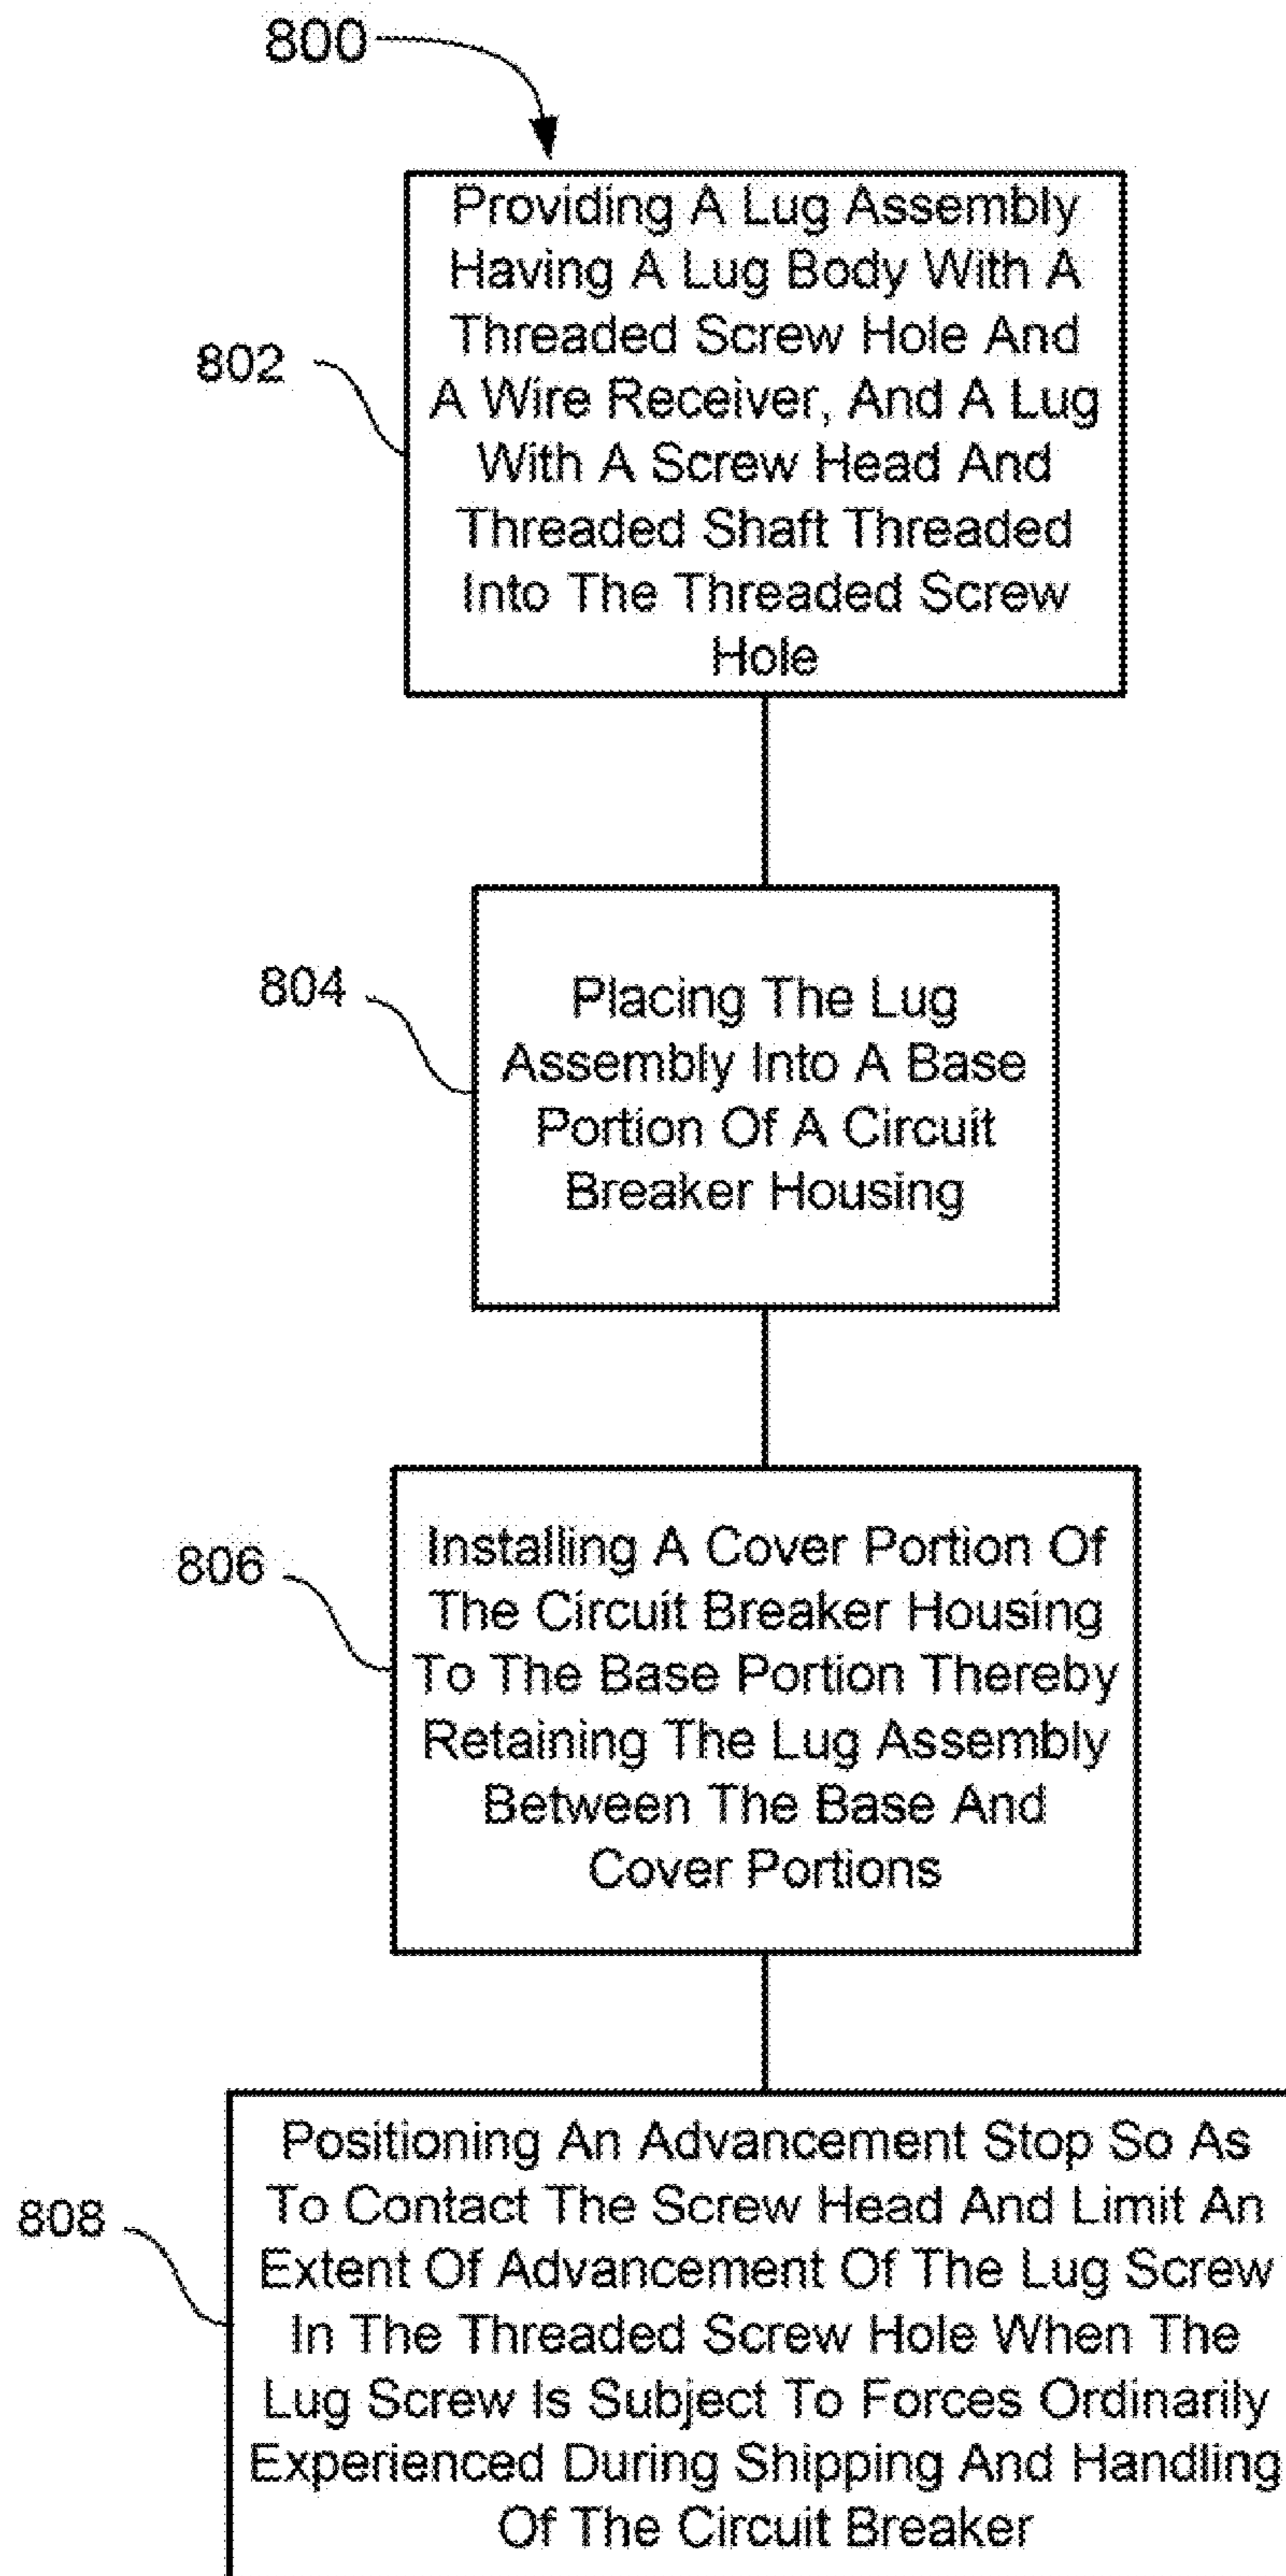 800
Providing A Lug Assembly
Having A Lug Body With A
Threaded Screw Hole And
A Wire Receiver, And A Lug
With A Screw Head And
Threaded Shaft Threaded
Into The Threaded Screw
Hole
802
Placing The Lug
Assembly Into A Base
Portion Of A Circuit
Breaker Housing
804
Installing A Cover Portion Of
The Circuit Breaker Housing
To The Base Portion Thereby
Retaining The Lug Assembly
Between The Base And
Cover Portions
806
Positioning An Advancement Stop So As
To Contact The Screw Head And Limit An
Extent Of Advancement Of The Lug Screw
In The Threaded Screw Hole When The
Lug Screw Is Subject To Forces Ordinarily
Experienced During Shipping And Handling
Of The Circuit Breaker
808